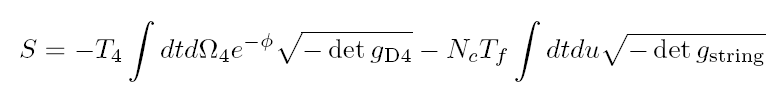 $S = -T_4 \int dt d\Omega_4 e^{-\phi} \sqrt{-\det g_{\text{D4}}} - N_c T_f \int dt du \sqrt{-\det g_{\text{string}}}$